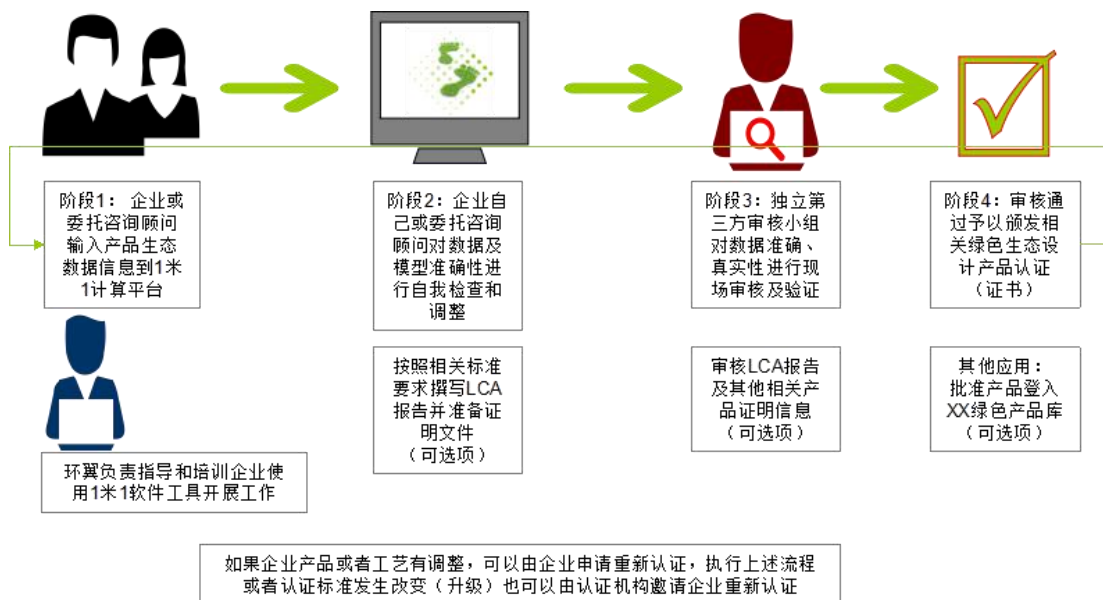 阶段1：企业或
委托咨询顾问
输入产品生态
数据信息到1米
1计算平台
阶段2：企业自
己或委托咨询
顾问对数据及
模型准确性进
行自我检查和
调整
阶段3：独立第
三方审核小组
对数据准确、
真实性进行现
场审核及验证
阶段4：审核通
过予以颁发相
关绿色生态设
计产品认证
（证书）
环翼负责指导和培训企业使
用1米1软件工具开展工作
按照相关标准
要求撰写LCA
报告并准备证
明文件
（可选项）
审核LCA报告
及其他相关产
品证明信息
（可选项）
其他应用：
批准产品登入
XX绿色产品库
（可选项）
如果企业产品或者工艺有调整，可以由企业申请重新认证，执行上述流程
或者认证标准发生改变（升级）也可以由认证机构邀请企业重新认证